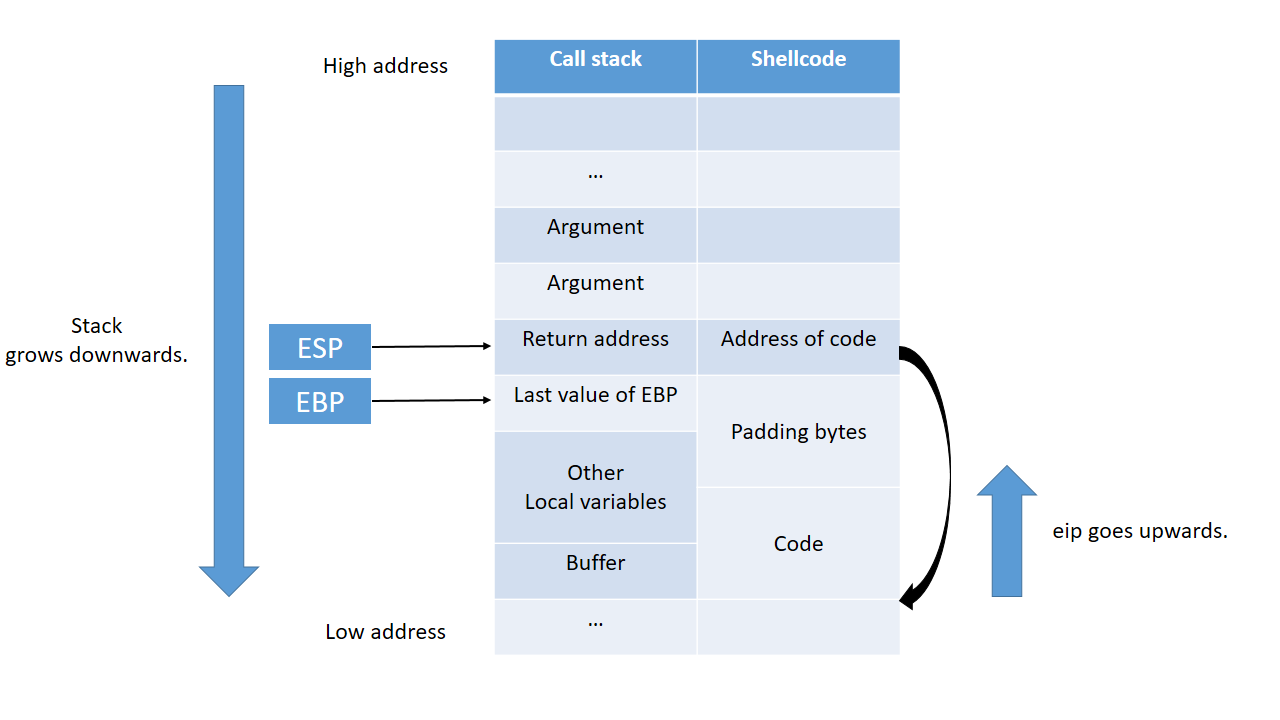 High address
Call stack
Shellcode
...
Argument
Argument
Stack
grows downwards.
ESP
Return address
Address of code
EBP
Last value of EBP
Padding bytes
Other
Local variables
eip goes upwards.
Code
Buffer
Low address
...